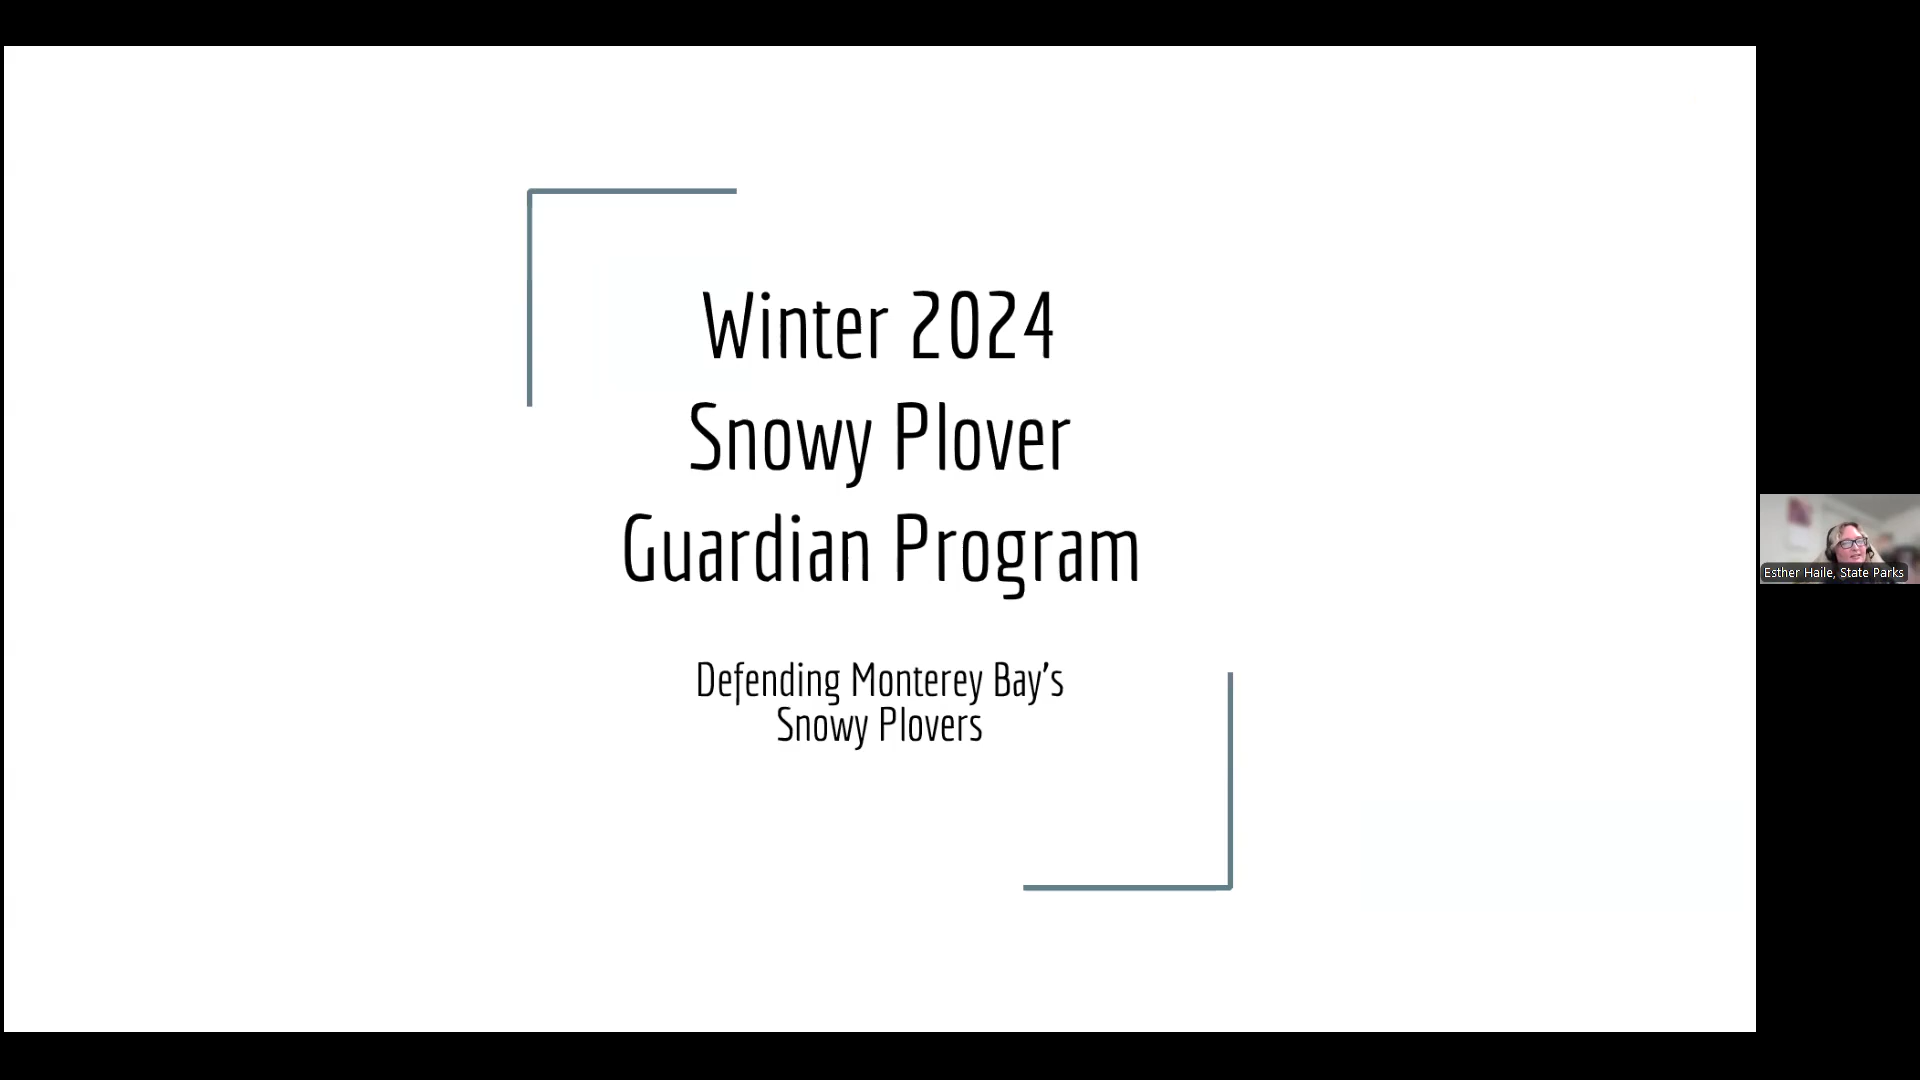 Winter 2024
Snowy Plover
Guardian Program
Defending Monterey Bay's
Snowy Plovers
Esther Haile, State Parks